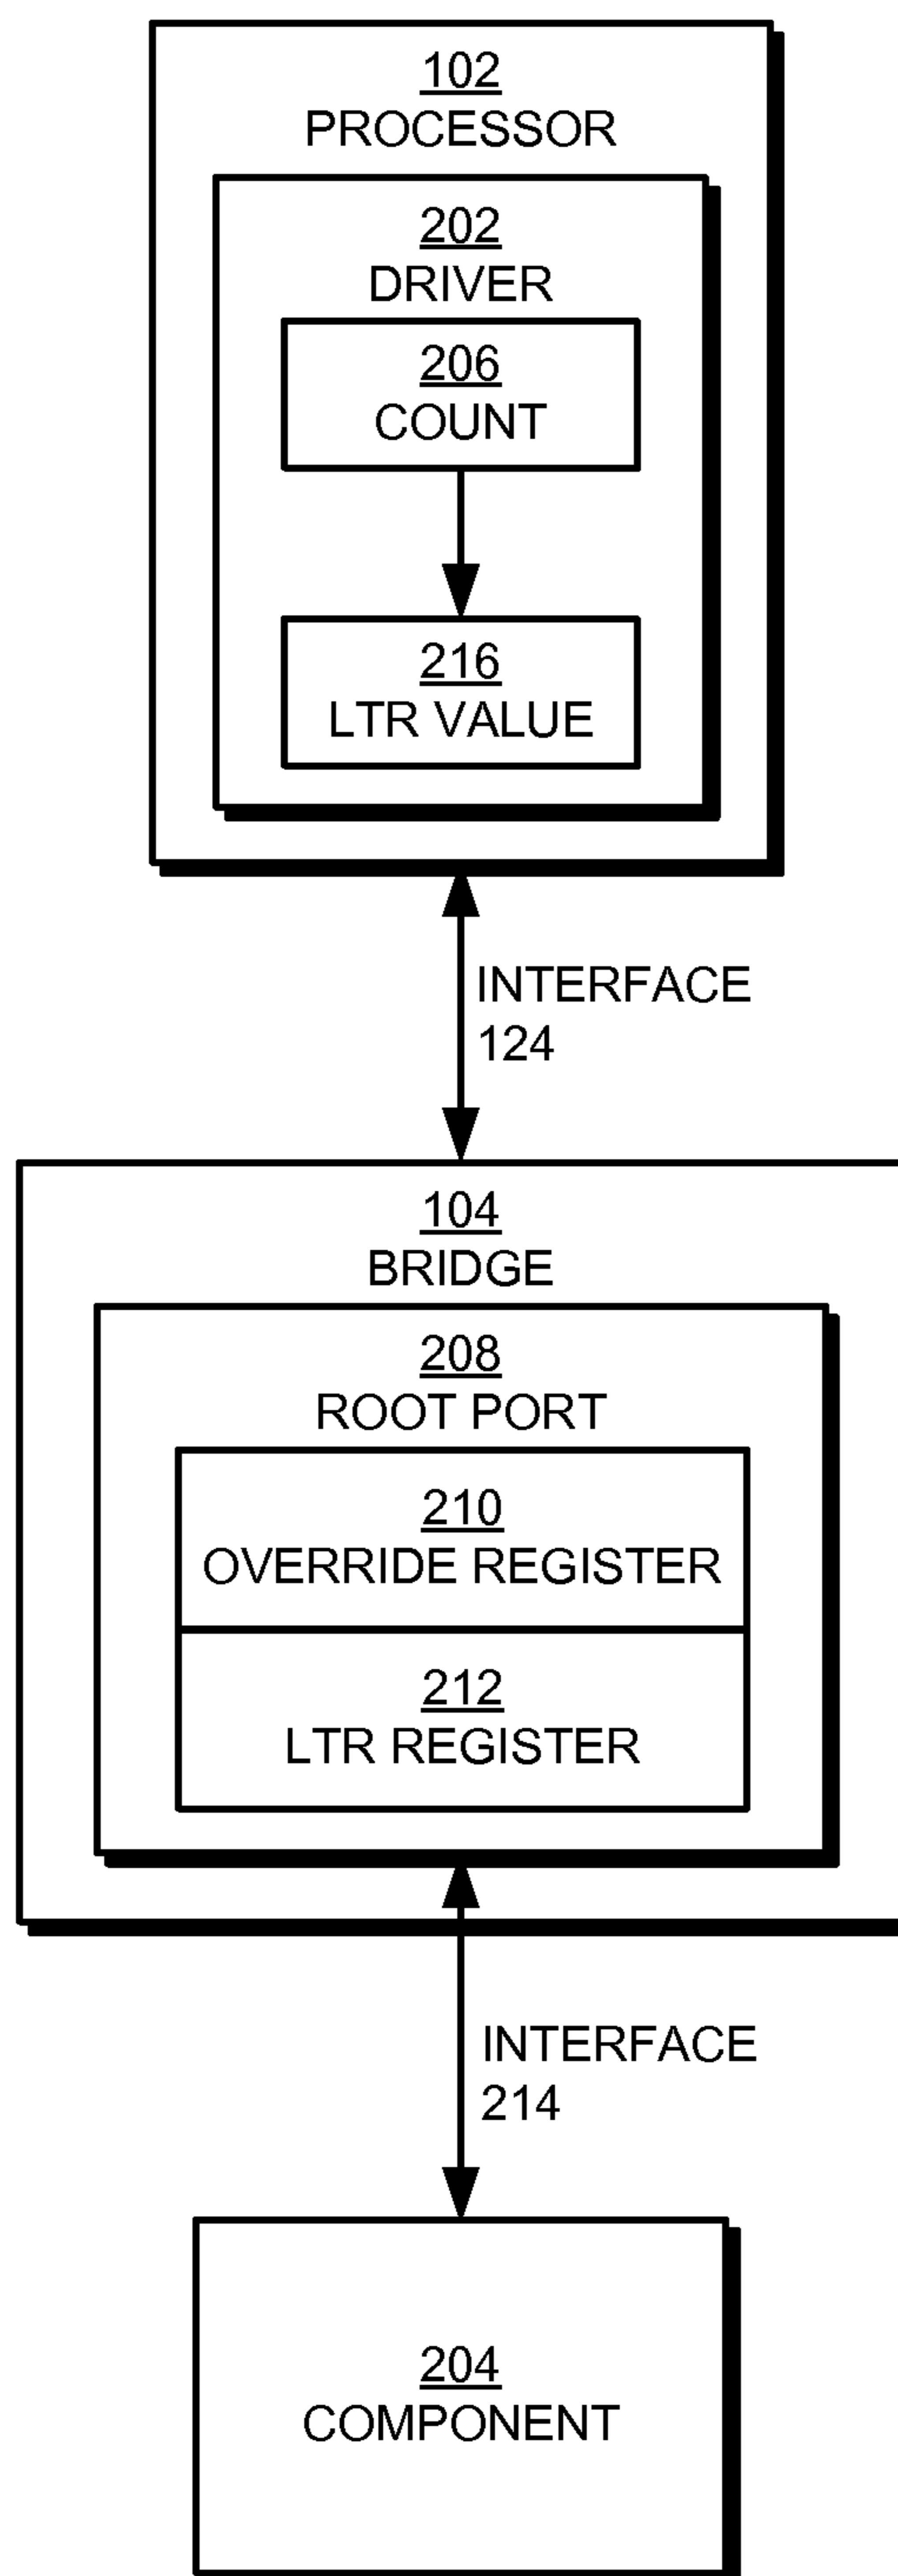 102
PROCESSOR
202
DRIVER
206
COUNT
216
LTR VALUE
INTERFACE
124
104
BRIDGE
208
ROOT PORT
210
OVERRIDE REGISTER
212
LTR REGISTER
INTERFACE
214
204
COMPONENT